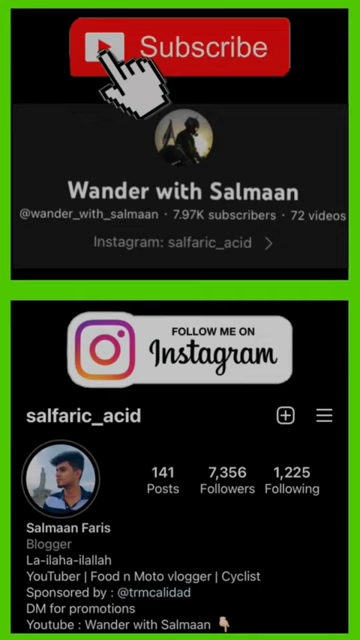 Subscribe
Wander with Salmaan
@wander_with_salmaan · 7.97K subscribers · 72 videos
Instagram: salfaric_acid
FOLLOW ME ON
Instagram
salfaric_acid
141 7,356 1,225
Posts Followers Following
Salmaan Faris
Blogger
La-ilaha-ilallah
YouTuber | Food n Moto vlogger | Cyclist
Sponsored by : @trmcalidad
DM for promotions
Youtube : Wander with Salmaan 👇🏼